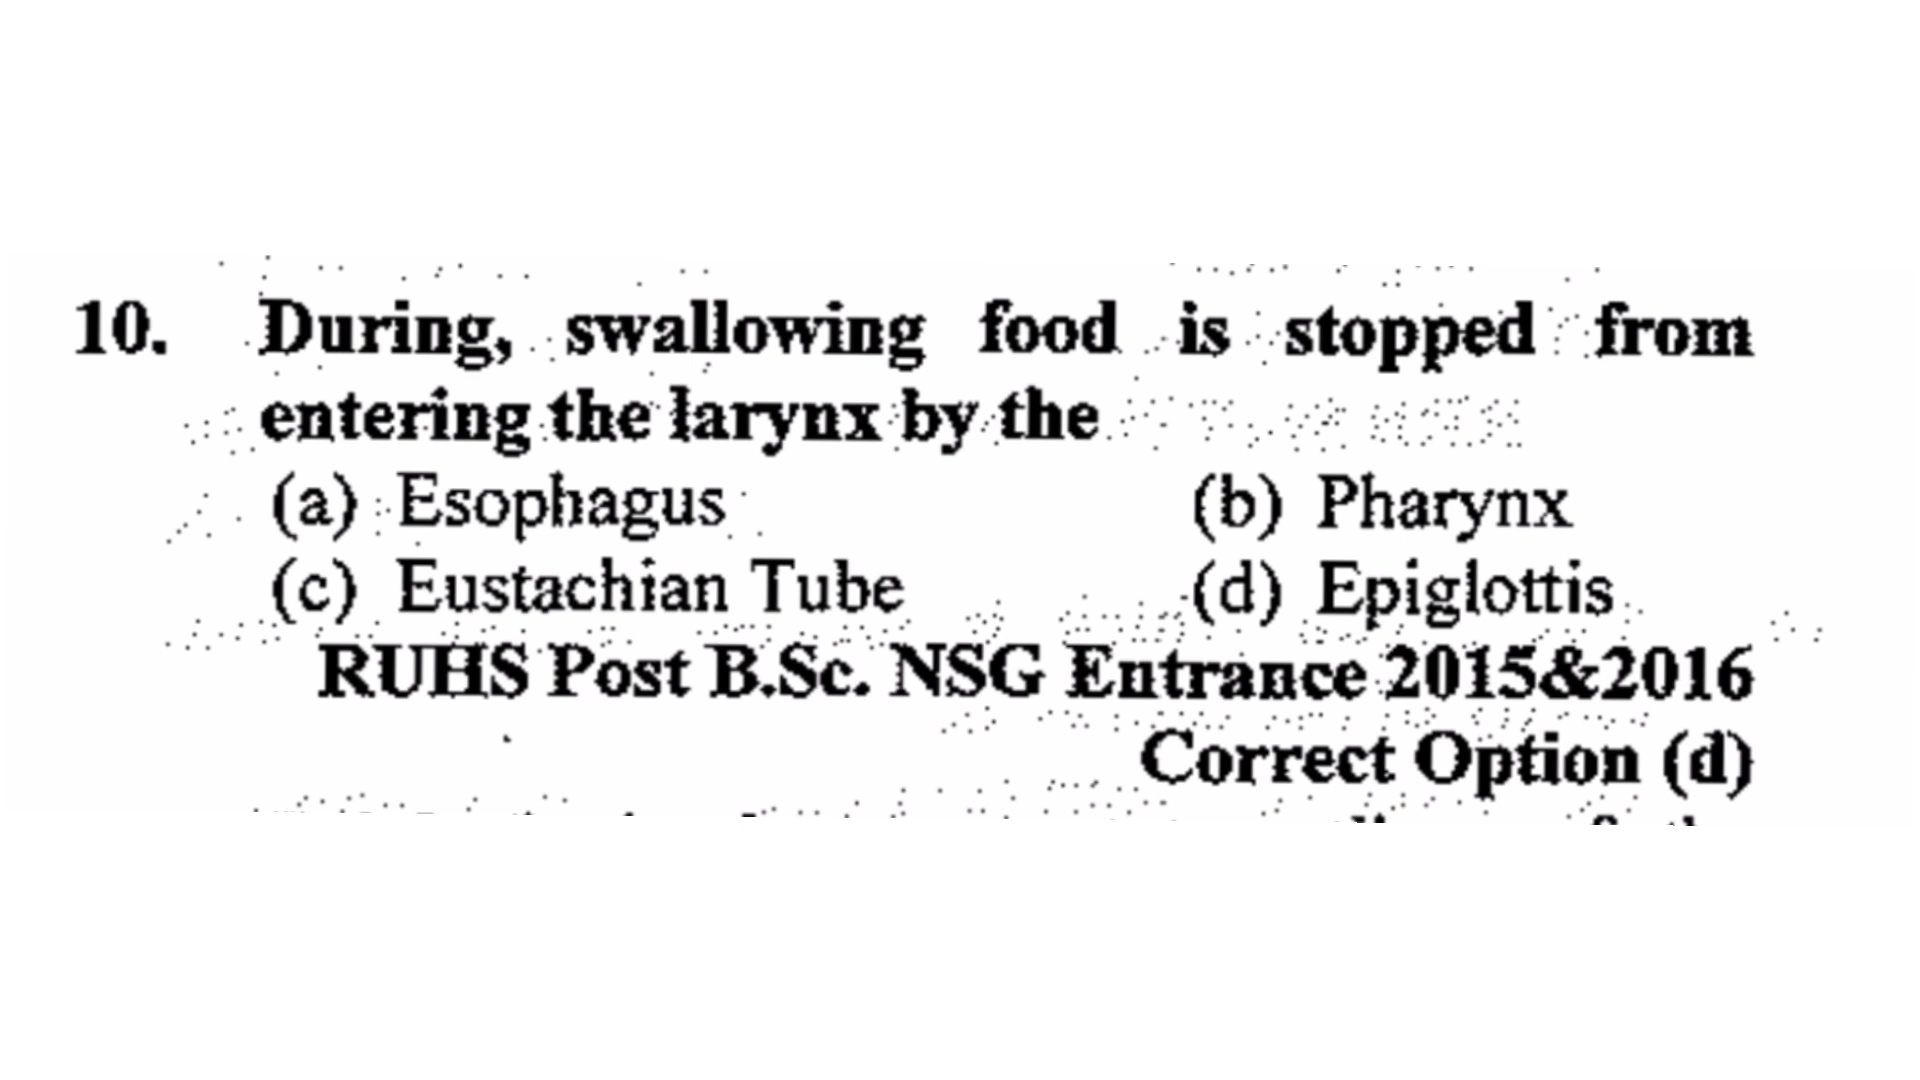 10. During, swallowing food is stopped from
entering the larynx by the
(a) Esophagus (b) Pharynx
(c) Eustachian Tube (d) Epiglottis
RUHS Post B.Sc. NSG Entrance 2015&2016
Correct Option (d)